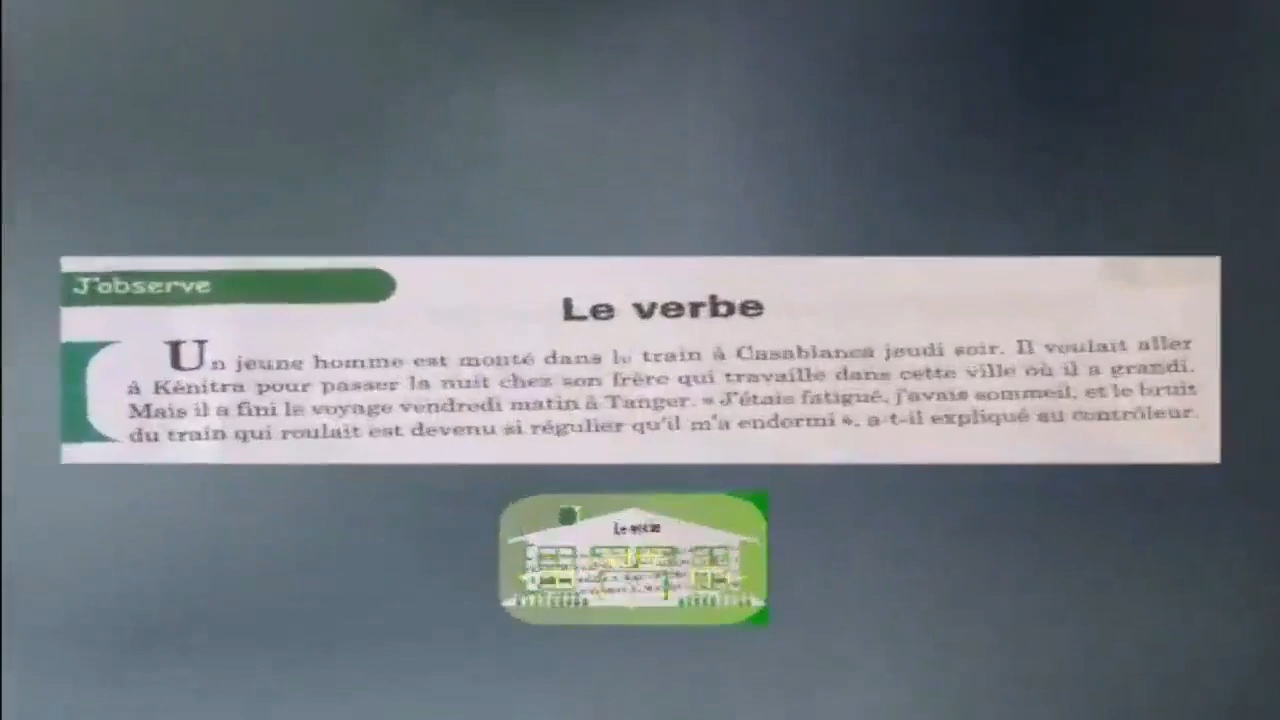 J'observe
Le verbe
Un jeune homme est monté dans le train à Casablanca jeudi soir. Il voulait aller
à Kénitra pour passer la nuit chez son frère qui travaille dans cette ville où il a grandi.
Mais il a fini le voyage vendredi matin à Tanger. « J'étais fatigué, j'avais sommeil, et le bruit
du train qui roulait est devenu si régulier qu'il m'a endormi », a-t-il expliqué au contrôleur.